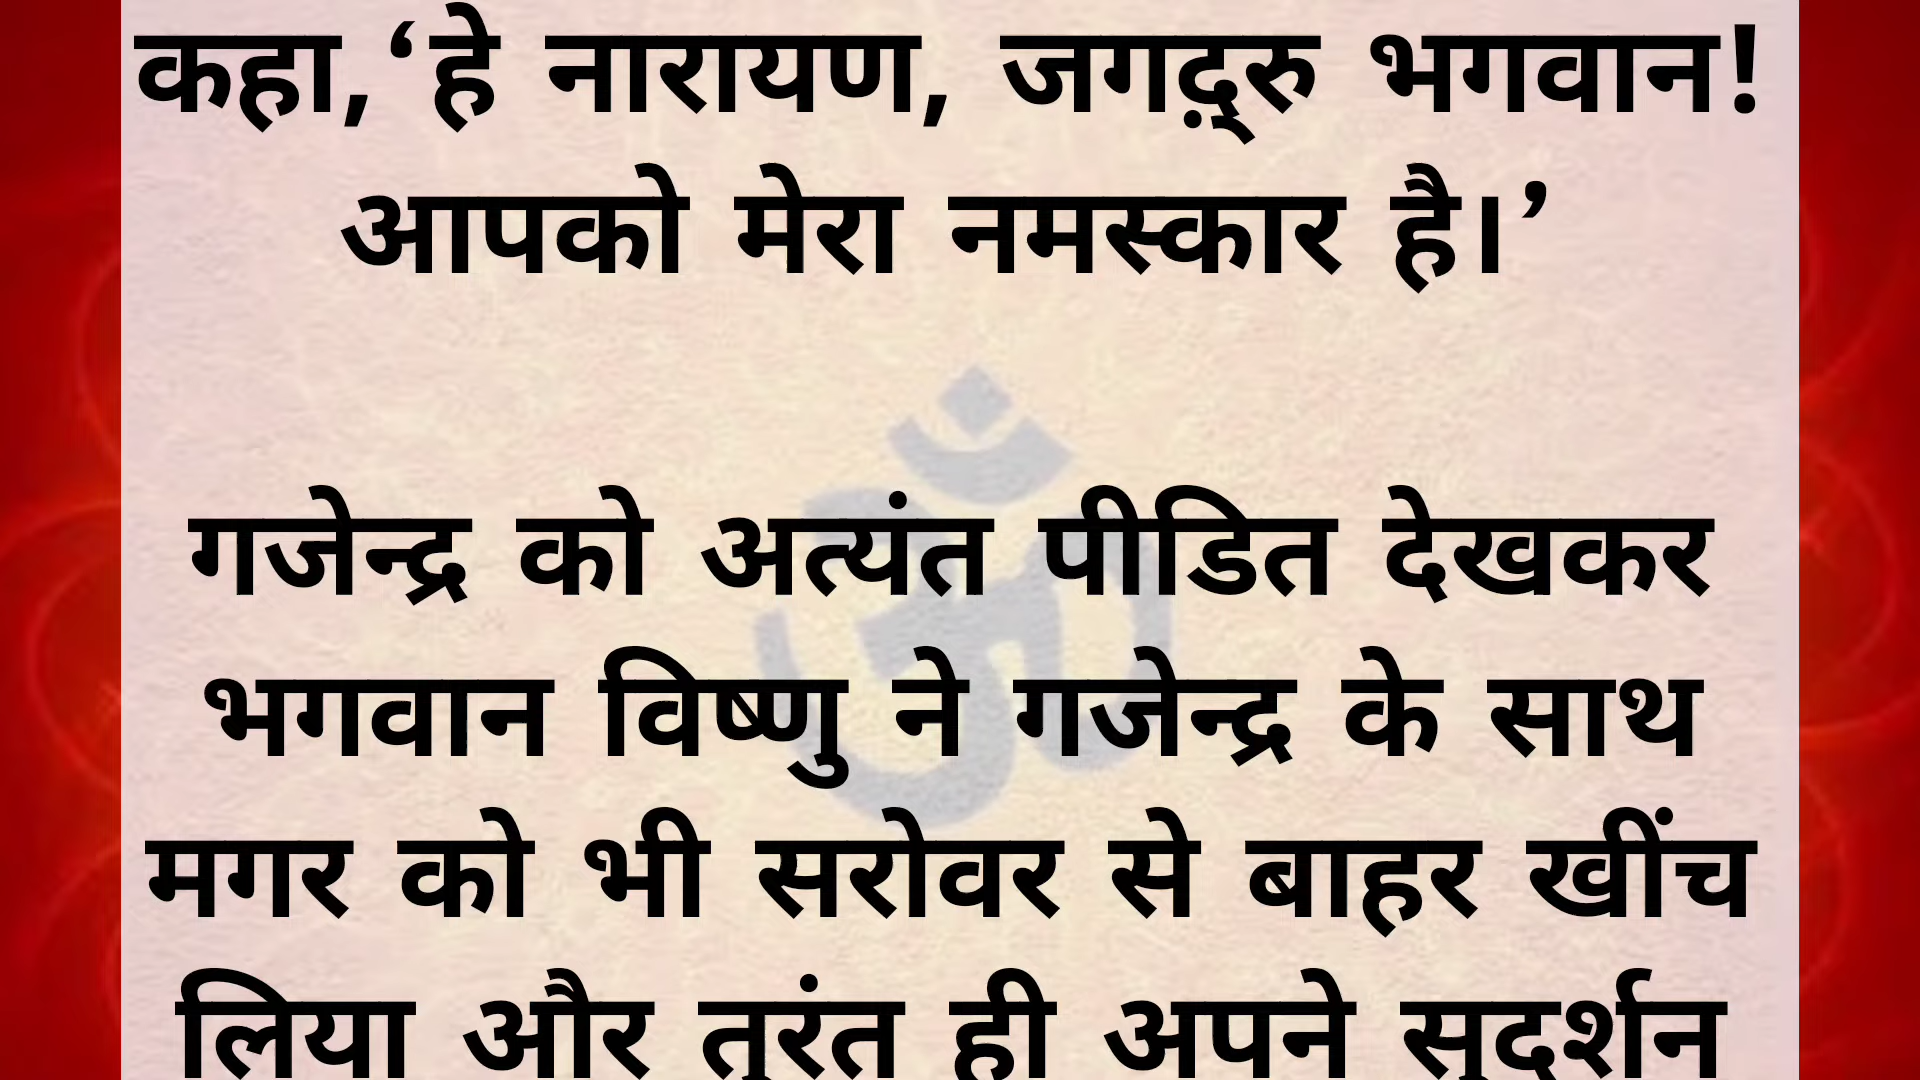 कहा,‘हे नारायण, जगद़्रु भगवान!
आपको मेरा नमस्कार है।’
गजेन्द्र को अत्यंत पीडित देखकर
भगवान विष्णु ने गजेन्द्र के साथ
मगर को भी सरोवर से बाहर खींच
लिया और तुरंत ही अपने सुदर्शन
ॐ